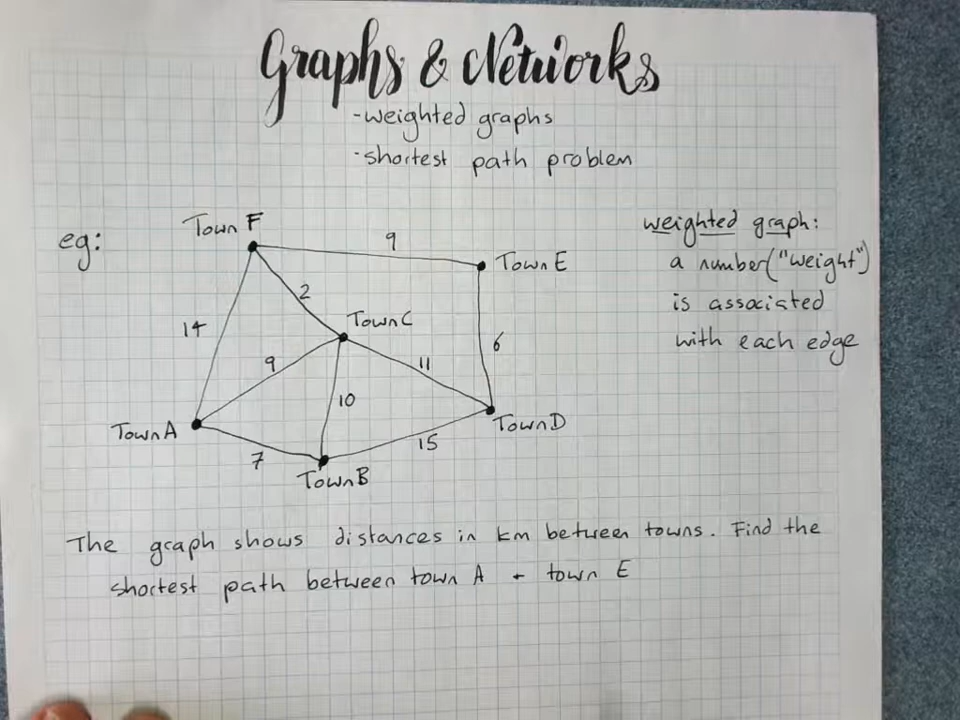 Graphs & Networks
-weighted graphs
-shortest path problem
eg:
Town F
9
Town E
weighted graph:
a number("weight")
is associated
with each edge
2
Town C
14
9
11
6
10
Town A
Town D
7
15
Town B
The graph shows distances in km between towns. Find the
shortest path between town A + town E